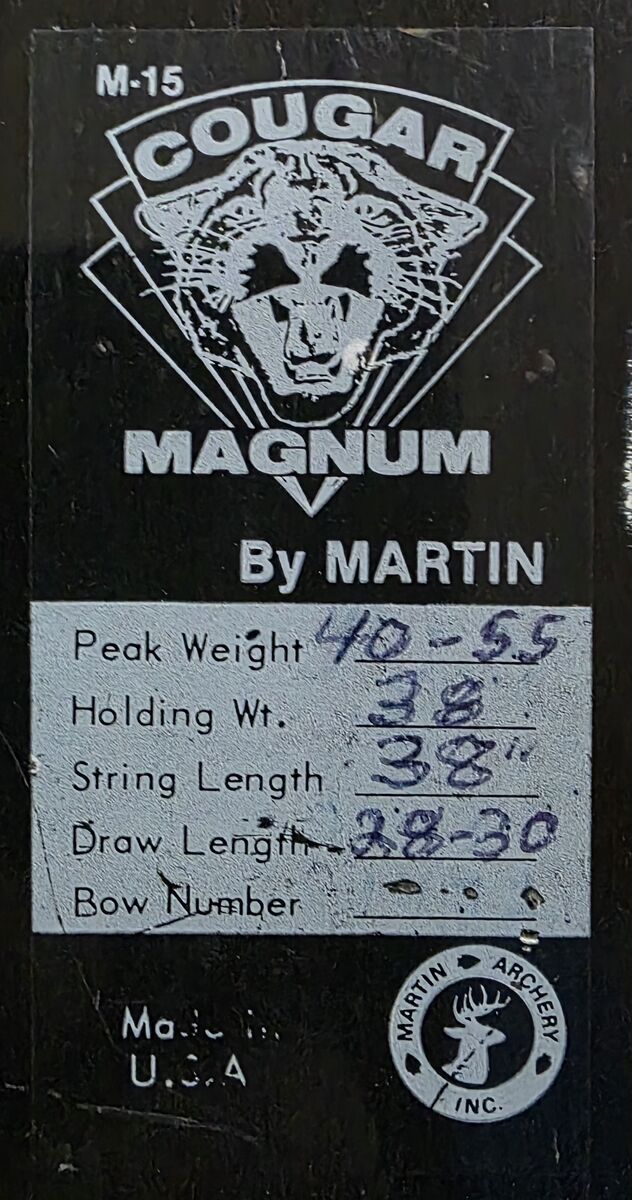 M-15
COUGAR
MAGNUM
By MARTIN
Peak Weight 40-55
Holding Wt. 38
String Length 38"
Draw Length 28-30
Bow Number
U.S.A
MARTIN ARCHERY
INC.